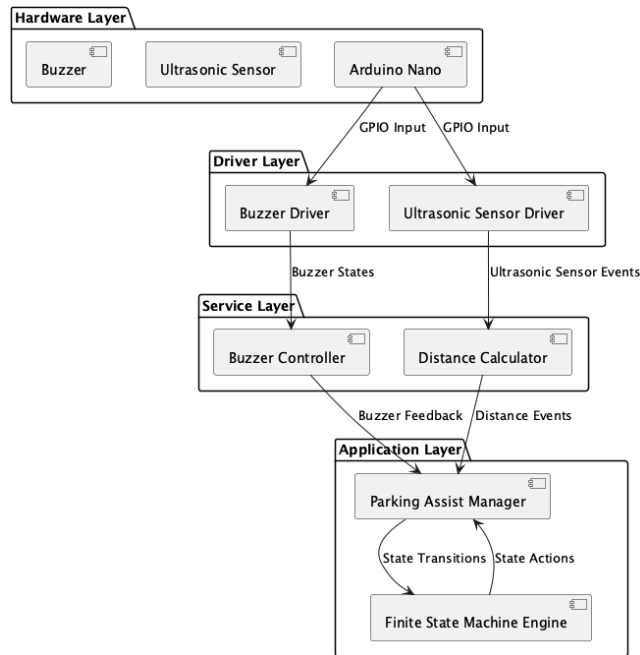 Hardware Layer
Buzzer
Ultrasonic Sensor
Arduino Nano
GPIO Input
GPIO Input
Driver Layer
Buzzer Driver
Ultrasonic Sensor Driver
Buzzer States
Ultrasonic Sensor Events
Service Layer
Buzzer Controller
Distance Calculator
Buzzer Feedback
Distance Events
Application Layer
Parking Assist Manager
State Transitions
State Actions
Finite State Machine Engine